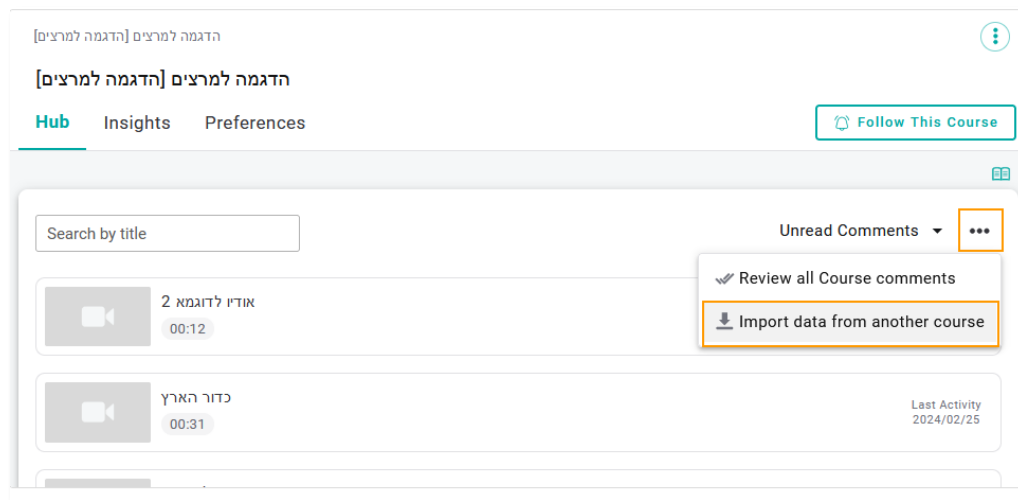 הדגמה למרצים [הדגמה למרצים]
הדגמה למרצים [הדגמה למרצים]
Hub Insights Preferences
Follow This Course
Search by title
Unread Comments
Review all Course comments
Import data from another course
אודיו לדוגמא 2
00:12
כדור הארץ
00:31
Last Activity
2024/02/25